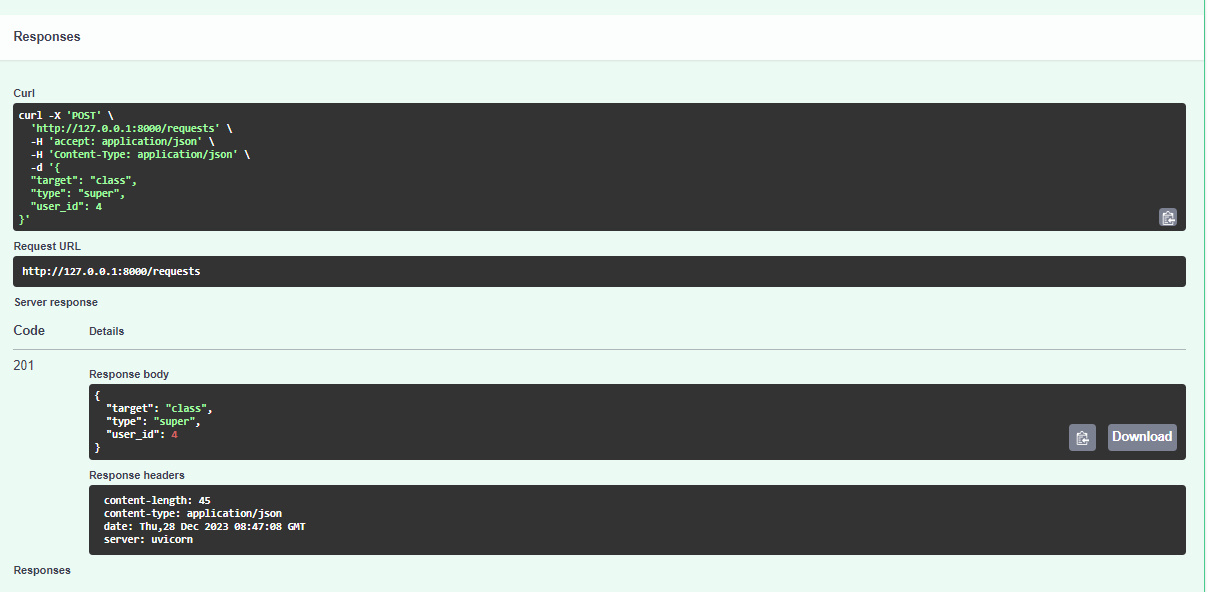 Responses
Curl
curl -X 'POST' \
  'http://127.0.0.1:8000/requests' \
  -H 'accept: application/json' \
  -H 'Content-Type: application/json' \
  -d '{
  "target": "class",
  "type": "super",
  "user_id": 4
}'
Request URL
http://127.0.0.1:8000/requests
Server response
Code Details
201
Response body
{
  "target": "class",
  "type": "super",
  "user_id": 4
}
Download
Response headers
content-length: 45
content-type: application/json
date: Thu,28 Dec 2023 08:47:08 GMT
server: uvicorn
Responses